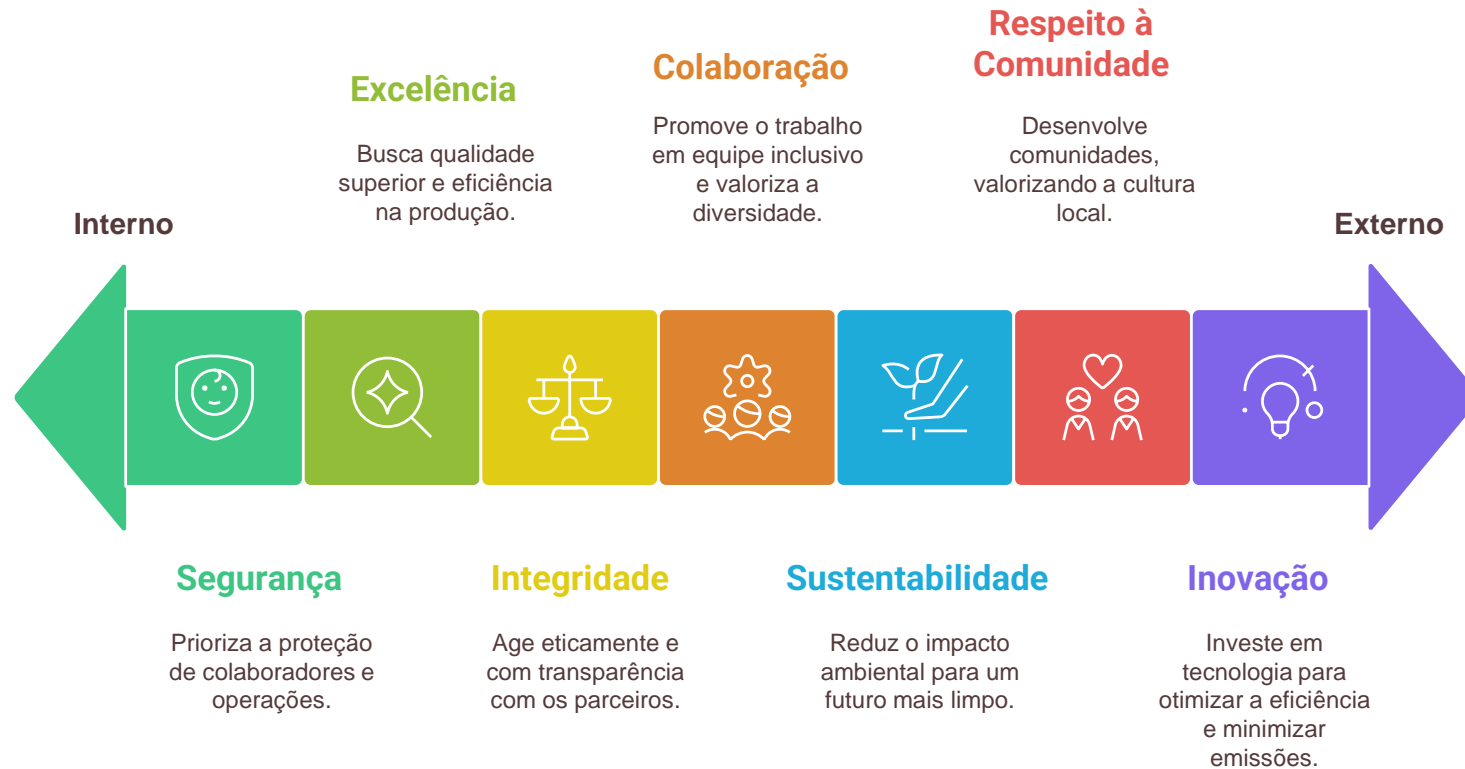 Interno
Externo
Excelência
Busca qualidade
superior e eficiência
na produção.
Colaboração
Promove o trabalho
em equipe inclusivo
e valoriza a
diversidade.
Respeito à
Comunidade
Desenvolve
comunidades,
valorizando a cultura
local.
Segurança
Prioriza a proteção
de colaboradores e
operações.
Integridade
Age eticamente e
com transparência
com os parceiros.
Sustentabilidade
Reduz o impacto
ambiental para um
futuro mais limpo.
Inovação
Investe em
tecnologia para
otimizar a eficiência
e minimizar
emissões.